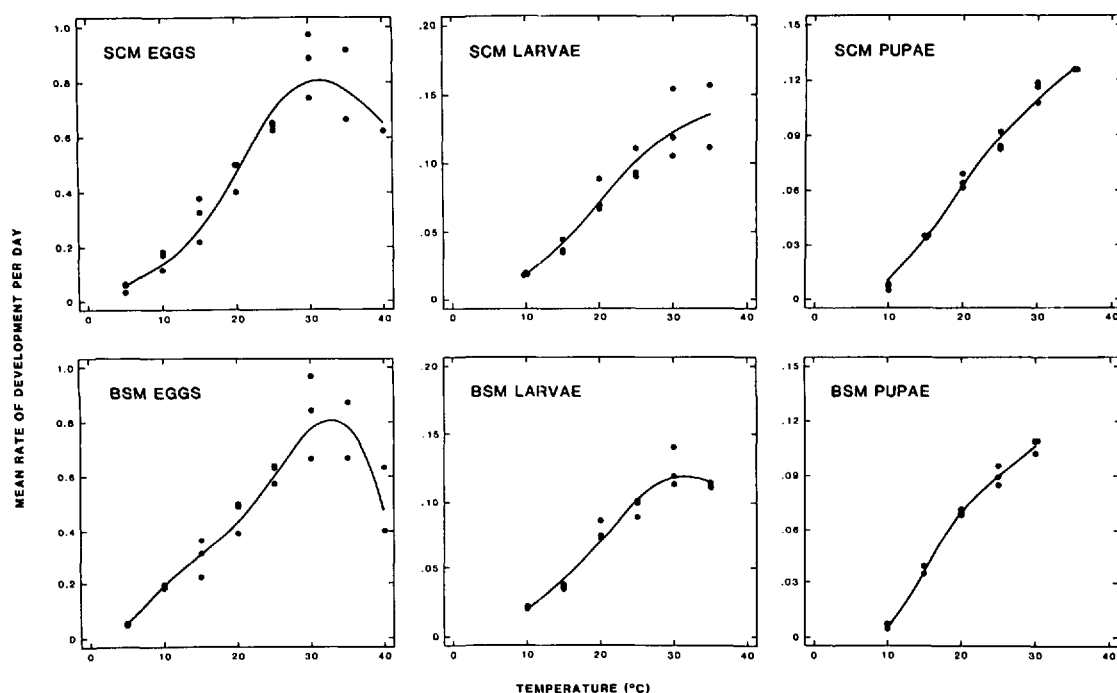 MEAN RATE OF DEVELOPMENT PER DAY
SCM EGGS
1.0
0.8
0.6
0.4
0.2
0
0 10 20 30 40
SCM LARVAE
.20
.15
.10
.05
0
0 10 20 30 40
SCM PUPAE
.15
.12
.09
.06
.03
0
0 10 20 30 40
BSM EGGS
1.0
0.8
0.6
0.4
0.2
0
0 10 20 30 40
BSM LARVAE
.20
.15
.10
.05
0
0 10 20 30 40
BSM PUPAE
.15
.12
.09
.06
.03
0
0 10 20 30 40
TEMPERATURE (°C)